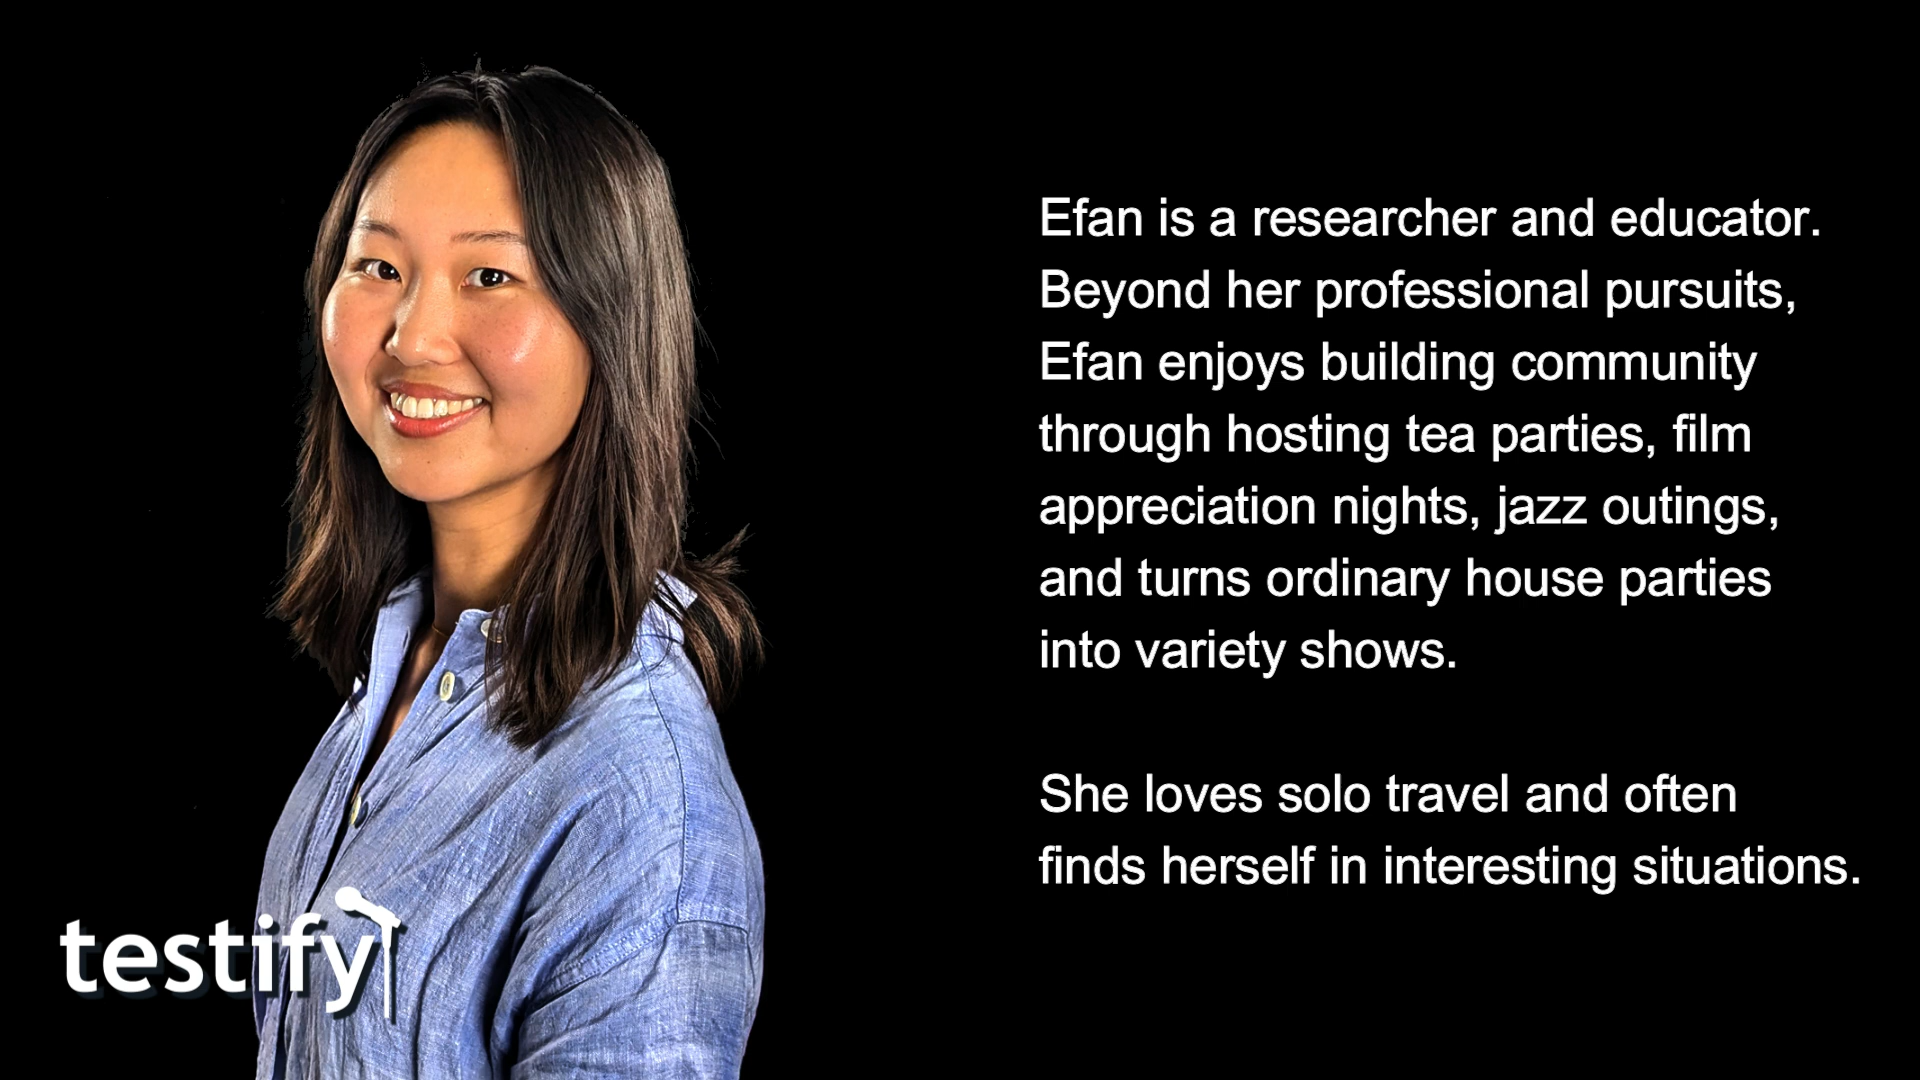 Efan is a researcher and educator.
Beyond her professional pursuits,
Efan enjoys building community
through hosting tea parties, film
appreciation nights, jazz outings,
and turns ordinary house parties
into variety shows.
She loves solo travel and often
finds herself in interesting situations.
testify